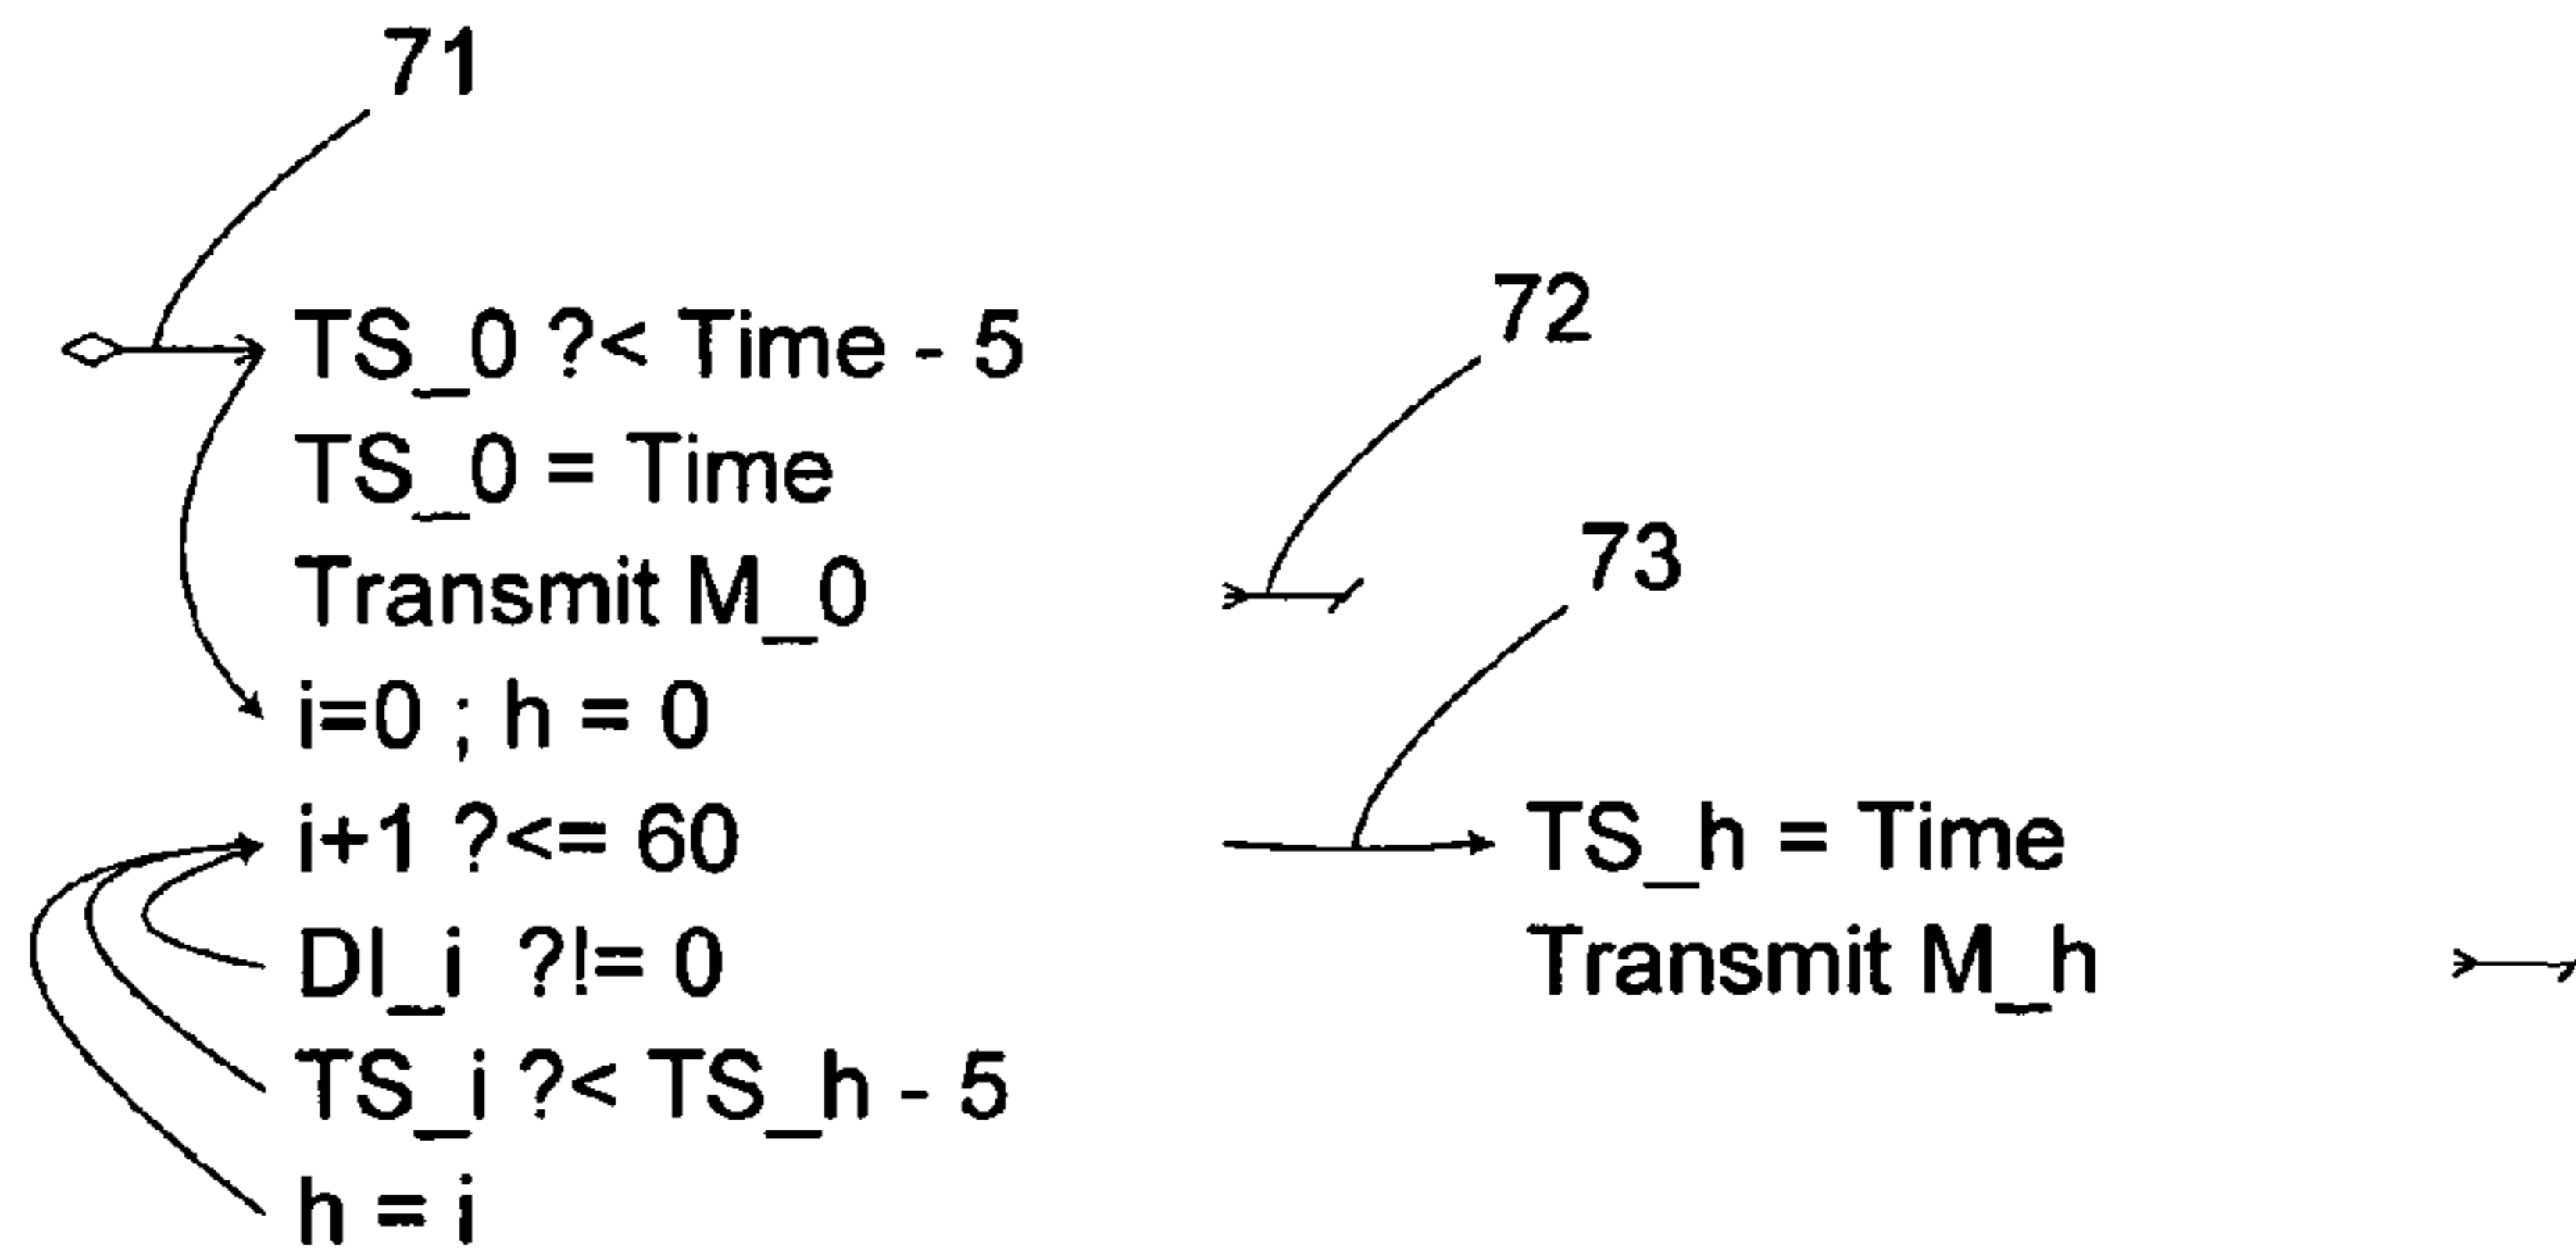 71
TS_0 ?< Time - 5
72
TS_0 = Time
73
Transmit M_0
i=0 ; h = 0
i+1 ?<= 60
TS_h = Time
DI_i ?!= 0
Transmit M_h
TS_i ?< TS_h - 5
h = i